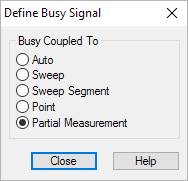 Define Busy Signal
Busy Coupled To
Auto
Sweep
Sweep Segment
Point
Partial Measurement
Close
Help